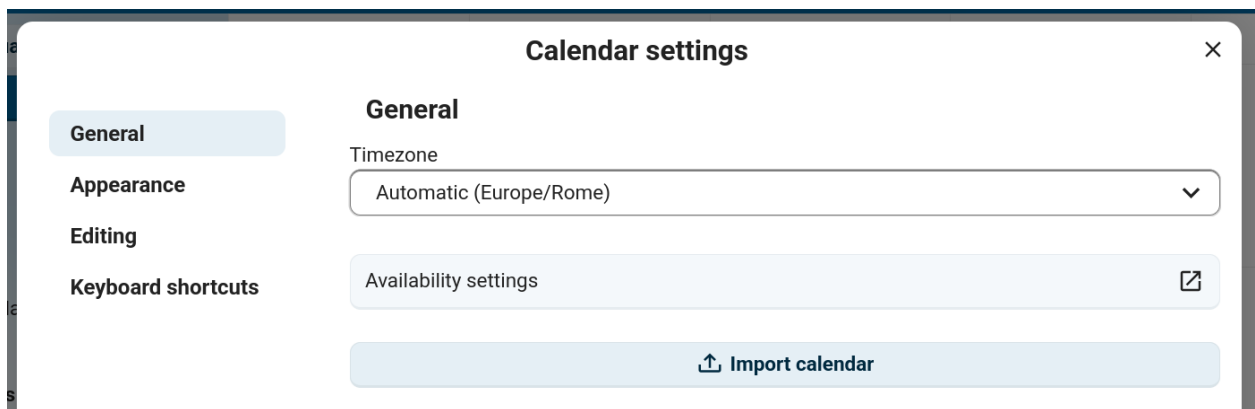 Calendar settings
General
Appearance
Editing
Keyboard shortcuts
General
Timezone
Automatic (Europe/Rome)
Availability settings
Import calendar